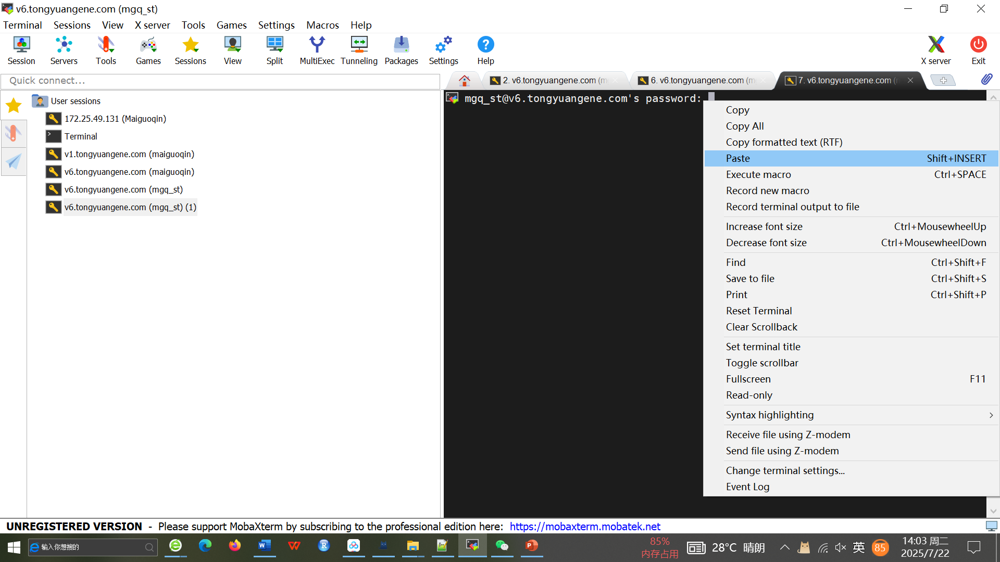 v6.tongyuangene.com (mgq_st)
Terminal Sessions View X server Tools Games Settings Macros Help
Session Servers Tools Games Sessions View Split MultiExec Tunneling Packages Settings Help X server Exit
Quick connect...
2. v6.tongyuangene.com (m
6. v6.tongyuangene.com (m
7. v6.tongyuangene.com (
User sessions
172.25.49.131 (Maiguoqin)
Terminal
v1.tongyuangene.com (maiguoqin)
v6.tongyuangene.com (maiguoqin)
v6.tongyuangene.com (mgq_st)
v6.tongyuangene.com (mgq_st) (1)
mgq_st@v6.tongyuangene.com's password:
Copy
Copy All
Copy formatted text (RTF)
Paste Shift+INSERT
Execute macro Ctrl+SPACE
Record new macro
Record terminal output to file
Increase font size Ctrl+MousewheelUp
Decrease font size Ctrl+MousewheelDown
Find Ctrl+Shift+F
Save to file Ctrl+Shift+S
Print Ctrl+Shift+P
Reset Terminal
Clear Scrollback
Set terminal title
Toggle scrollbar
Fullscreen F11
Read-only
Syntax highlighting
Receive file using Z-modem
Send file using Z-modem
Change terminal settings...
Event Log
UNREGISTERED VERSION - Please support MobaXterm by subscribing to the professional edition here: https://mobaxterm.mobatek.net
输入你想搜的
85%
内存占用
28°C 晴朗
英
85
14:03 周二
2025/7/22